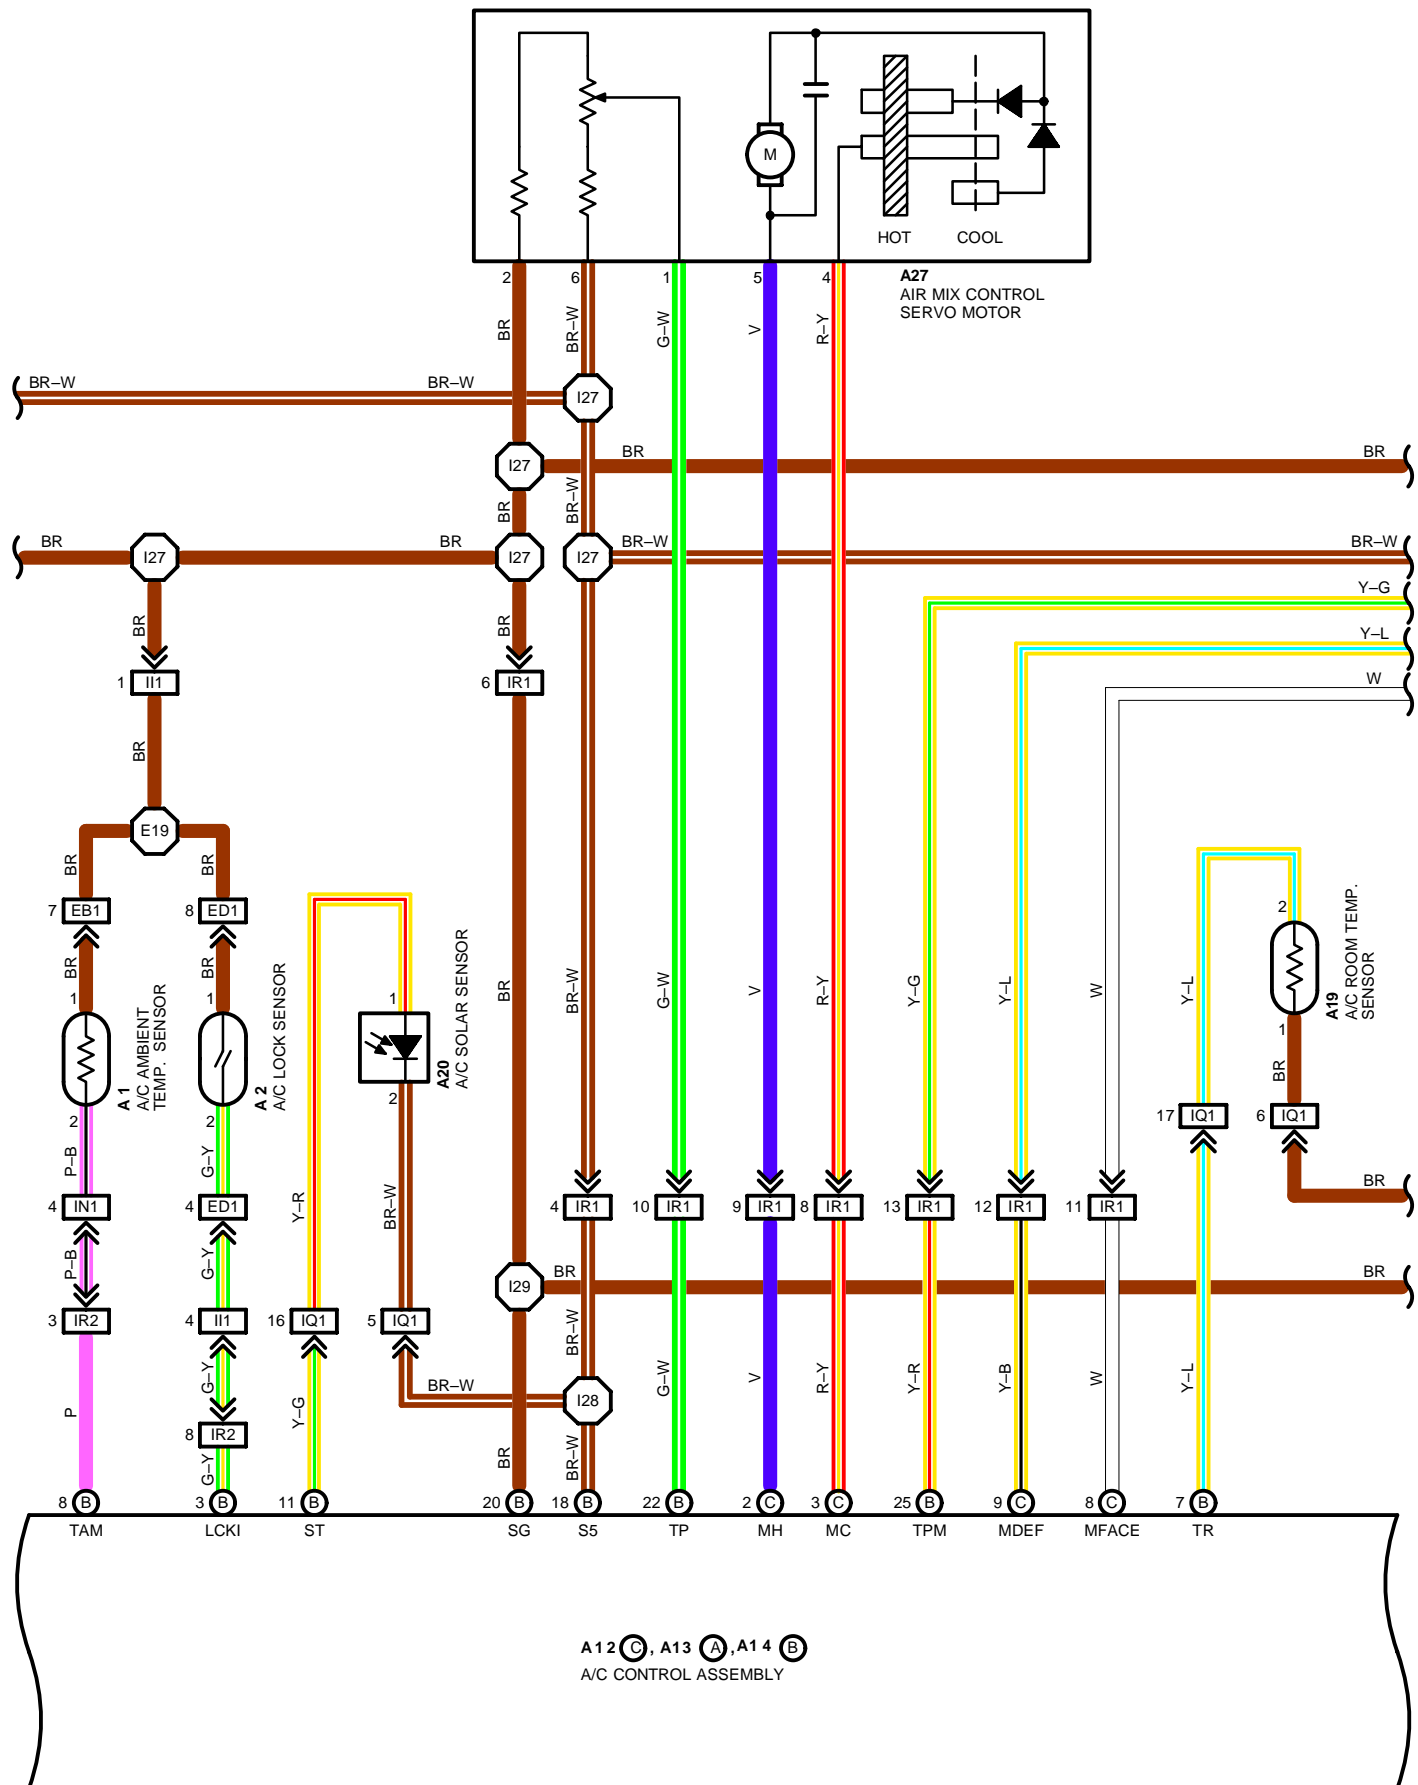 M
HOT COOL
2 6 1 5 4
A27
AIR MIX CONTROL
SERVO MOTOR
BR
BR–W
G–W
V
R–Y
BR–W BR–W
I27
I27
BR BR
BR
BR–W
BR BR
I27
I27
I27
BR–W BR–W
Y–G
Y–L
W
BR
BR
1 II1
6 IR1
BR
E19
BR
BR
7 EB1
8 ED1
BR
BR
1
1
A 1
A/C AMBIENT
TEMP. SENSOR
A 2
A/C LOCK SENSOR
2
2
1
A20
A/C SOLAR SENSOR
2
2
A19
A/C ROOM TEMP.
SENSOR
1
BR
BR–W
G–W
V
R–Y
Y–G
Y–L
W
Y–L
BR
17 IQ1
6 IQ1
P–B
G–Y
Y–R
BR–W
4 IN1
4 ED1
4 IR1
10 IR1
9 IR1
8 IR1
13 IR1
12 IR1
11 IR1
BR
P–B
G–Y
I29
BR BR
3 IR2
4 II1
16 IQ1
5 IQ1
BR–W
G–Y
BR–W
I28
P
8 IR2
G–Y
Y–G
BR
BR–W
G–W
V
R–Y
Y–R
Y–B
W
Y–L
8 B 3 B 11 B 20 B 18 B 22 B 2 C 3 C 25 B 9 C 8 C 7 B
TAM LCKI ST SG S5 TP MH MC TPM MDEF MFACE TR
A12 C, A13 A, A14 B
A/C CONTROL ASSEMBLY